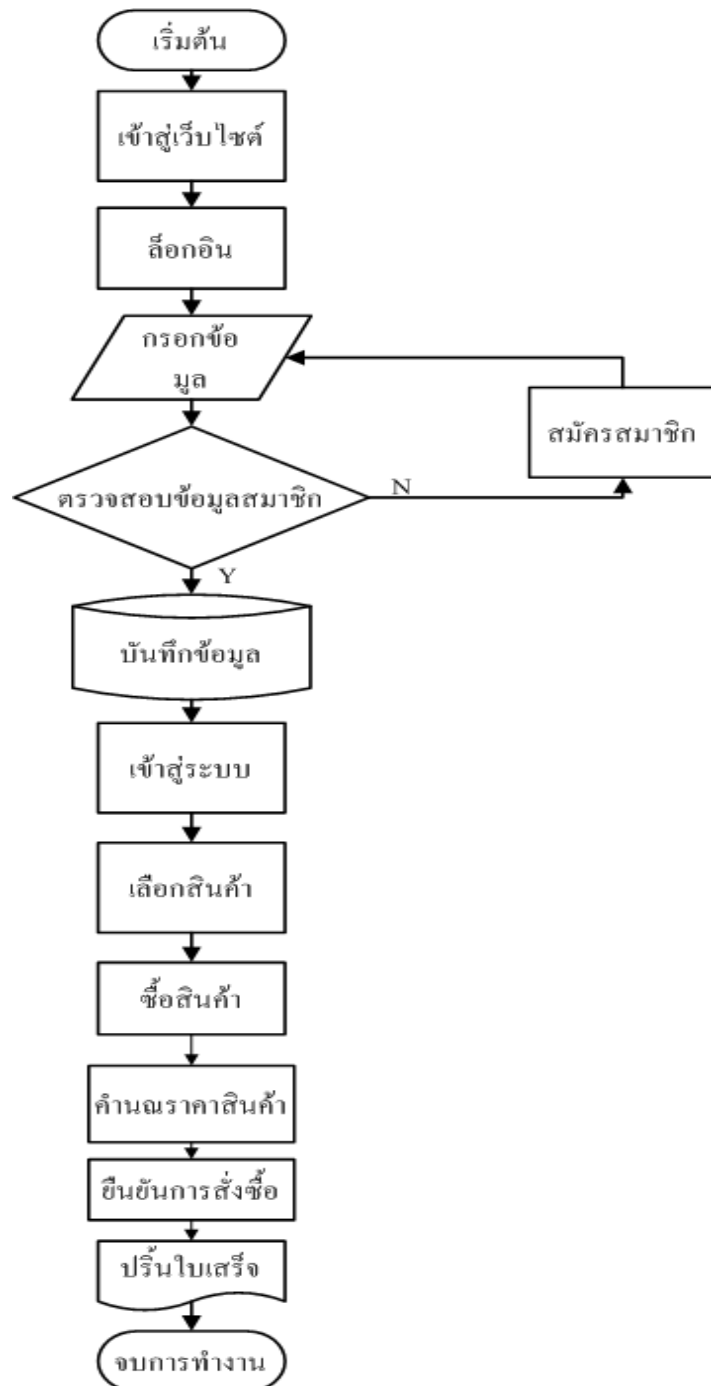 เริ่มต้น
เข้าสู่เว็บไซต์
ล็อกอิน
กรอกข้อ
มูล
สมัครสมาชิก
ตรวจสอบข้อมูลสมาชิก
N
Y
บันทึกข้อมูล
เข้าสู่ระบบ
เลือกสินค้า
ซื้อสินค้า
คำนณราคาสินค้า
ยืนยันการสั่งซื้อ
ปริ้นใบเสร็จ
จบการทำงาน